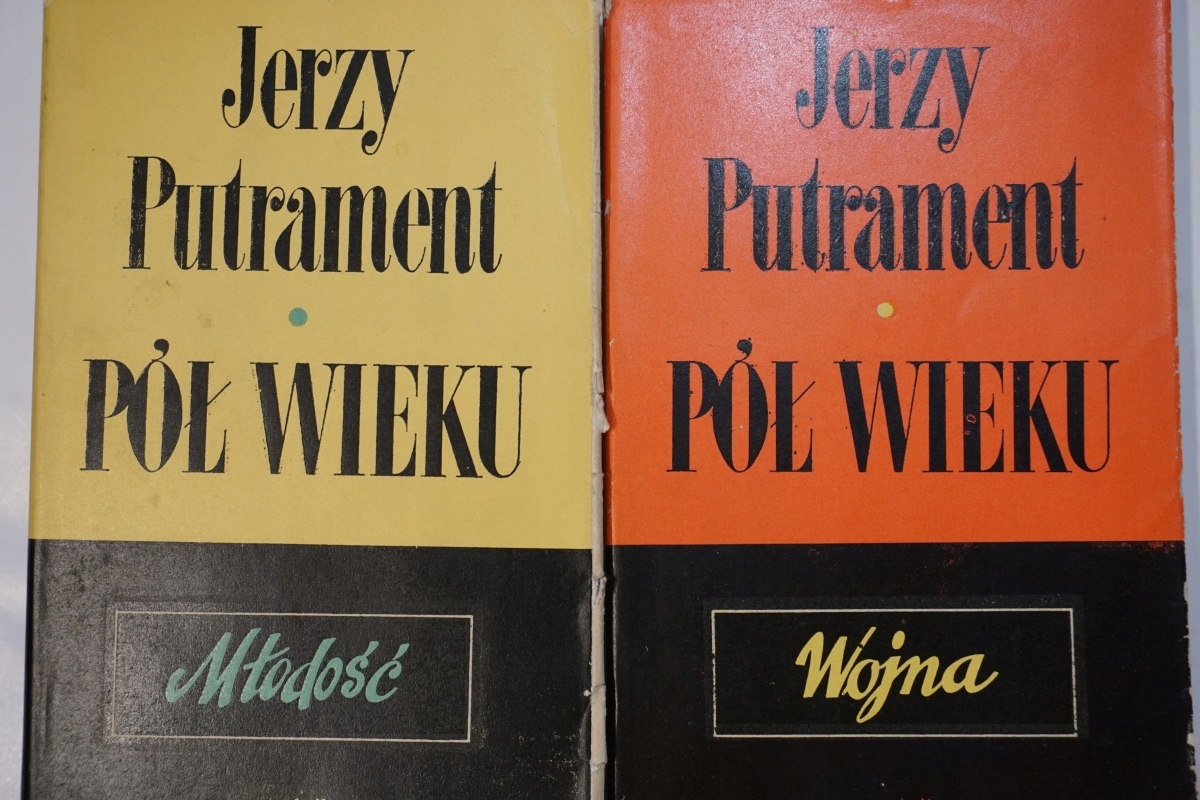 Jerzy
Putrament
PÓŁ WIEKU
Młodość
Jerzy
Putrament
PÓŁ WIEKU
Wojna